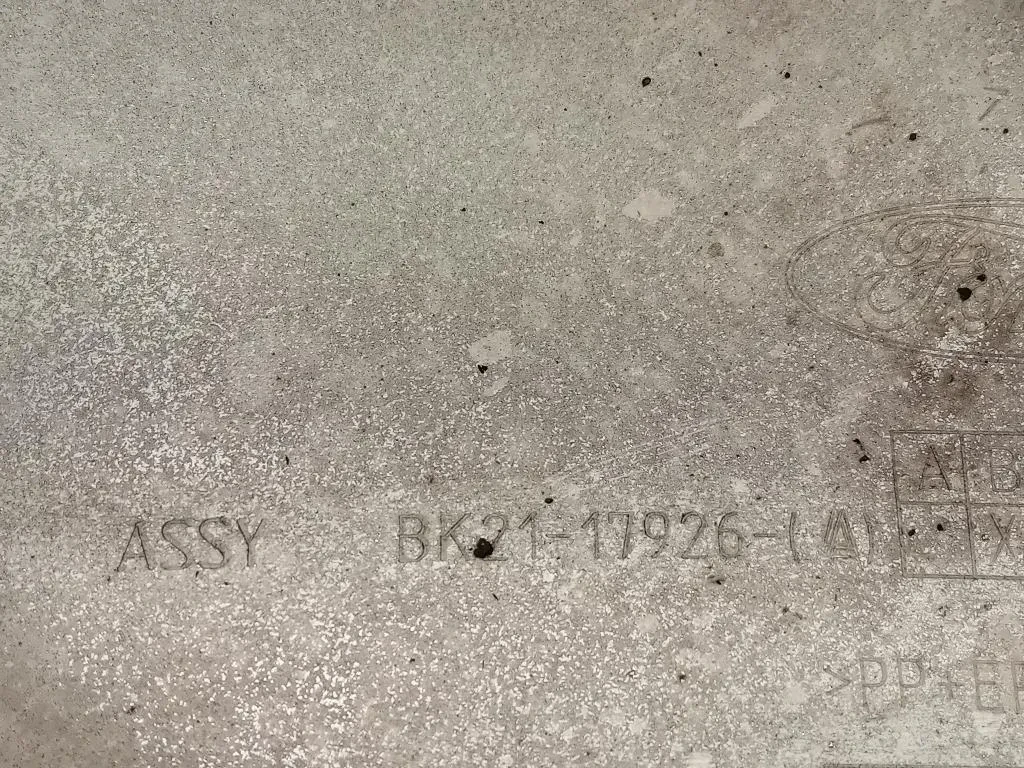 ASSY BK21-17926-(A)
A B
X
>PP+E